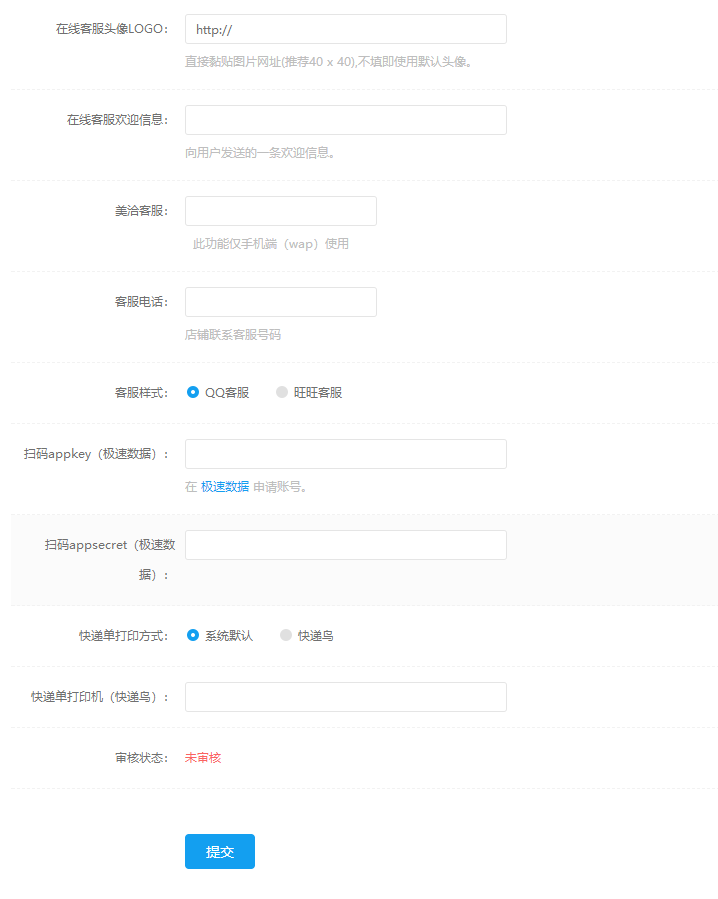 在线客服头像LOGO：
http://
直接黏贴图片网址(推荐40 x 40),不填即使用默认头像。
在线客服欢迎信息：
向用户发送的一条欢迎信息。
美洽客服：
此功能仅手机端（wap）使用
客服电话：
店铺联系客服号码
客服样式： QQ客服 旺旺客服
扫码appkey（极速数据）：
在 极速数据 申请账号。
扫码appsecret（极速数
据）：
快递单打印方式： 系统默认 快递鸟
快递单打印机（快递鸟）：
审核状态： 未审核
提交